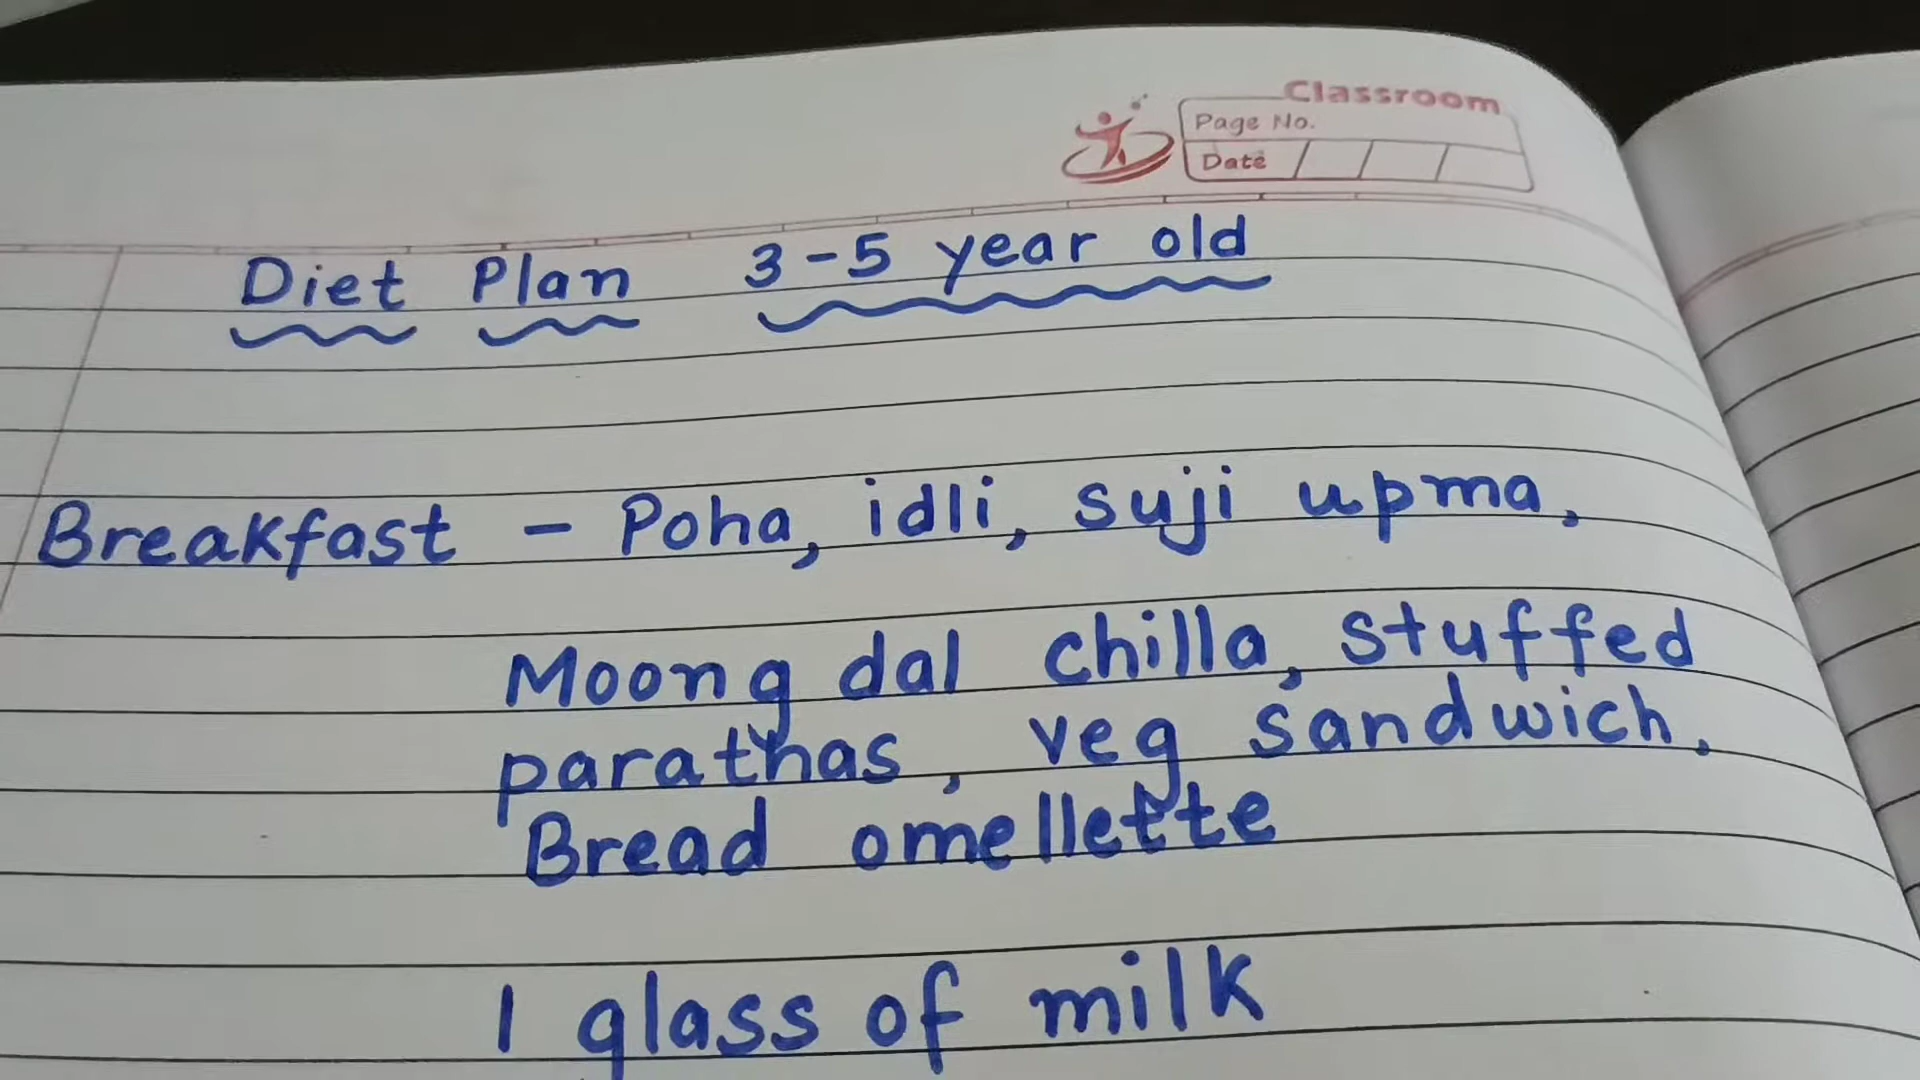 Classroom
Page No.
Date
Diet Plan 3-5 year old
Breakfast - Poha, idli, suji upma,
Moong dal chilla, stuffed
parathas, veg sandwich,
Bread omellette
1 glass of milk